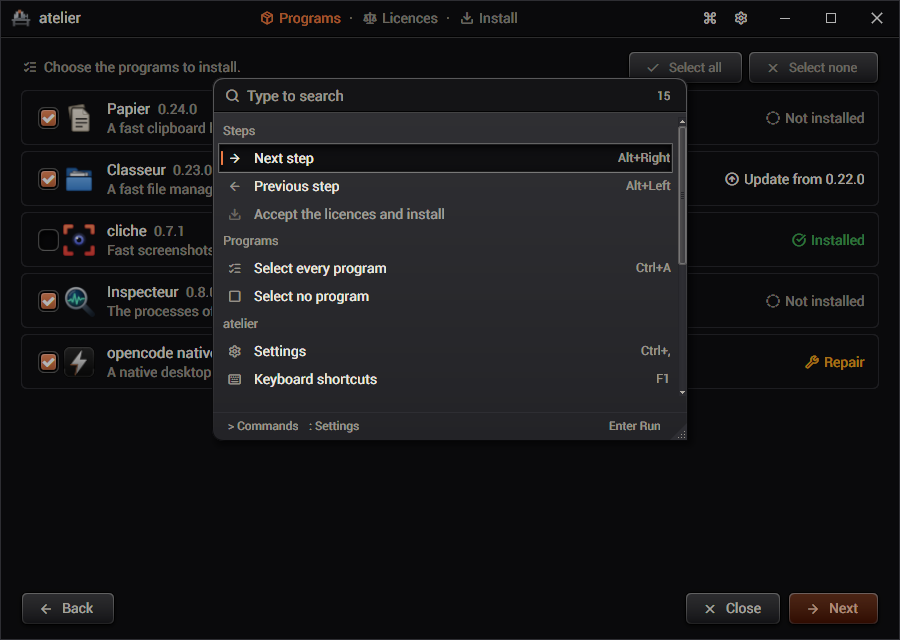 atelier
Programs · Licences · Install
Choose the programs to install.
Select all
Select none
Type to search
15
Steps
Next step Alt+Right
Previous step Alt+Left
Accept the licences and install
Programs
Select every program Ctrl+A
Select no program
atelier
Settings Ctrl+,
Keyboard shortcuts F1
> Commands : Settings
Enter Run
Papier 0.24.0
A fast clipboard
Not installed
Classeur 0.23.0
A fast file manag
Update from 0.22.0
cliche 0.7.1
Fast screenshots
Installed
Inspecteur 0.8.
The processes of
Not installed
opencode native
A native desktop
Repair
Back
Close
Next